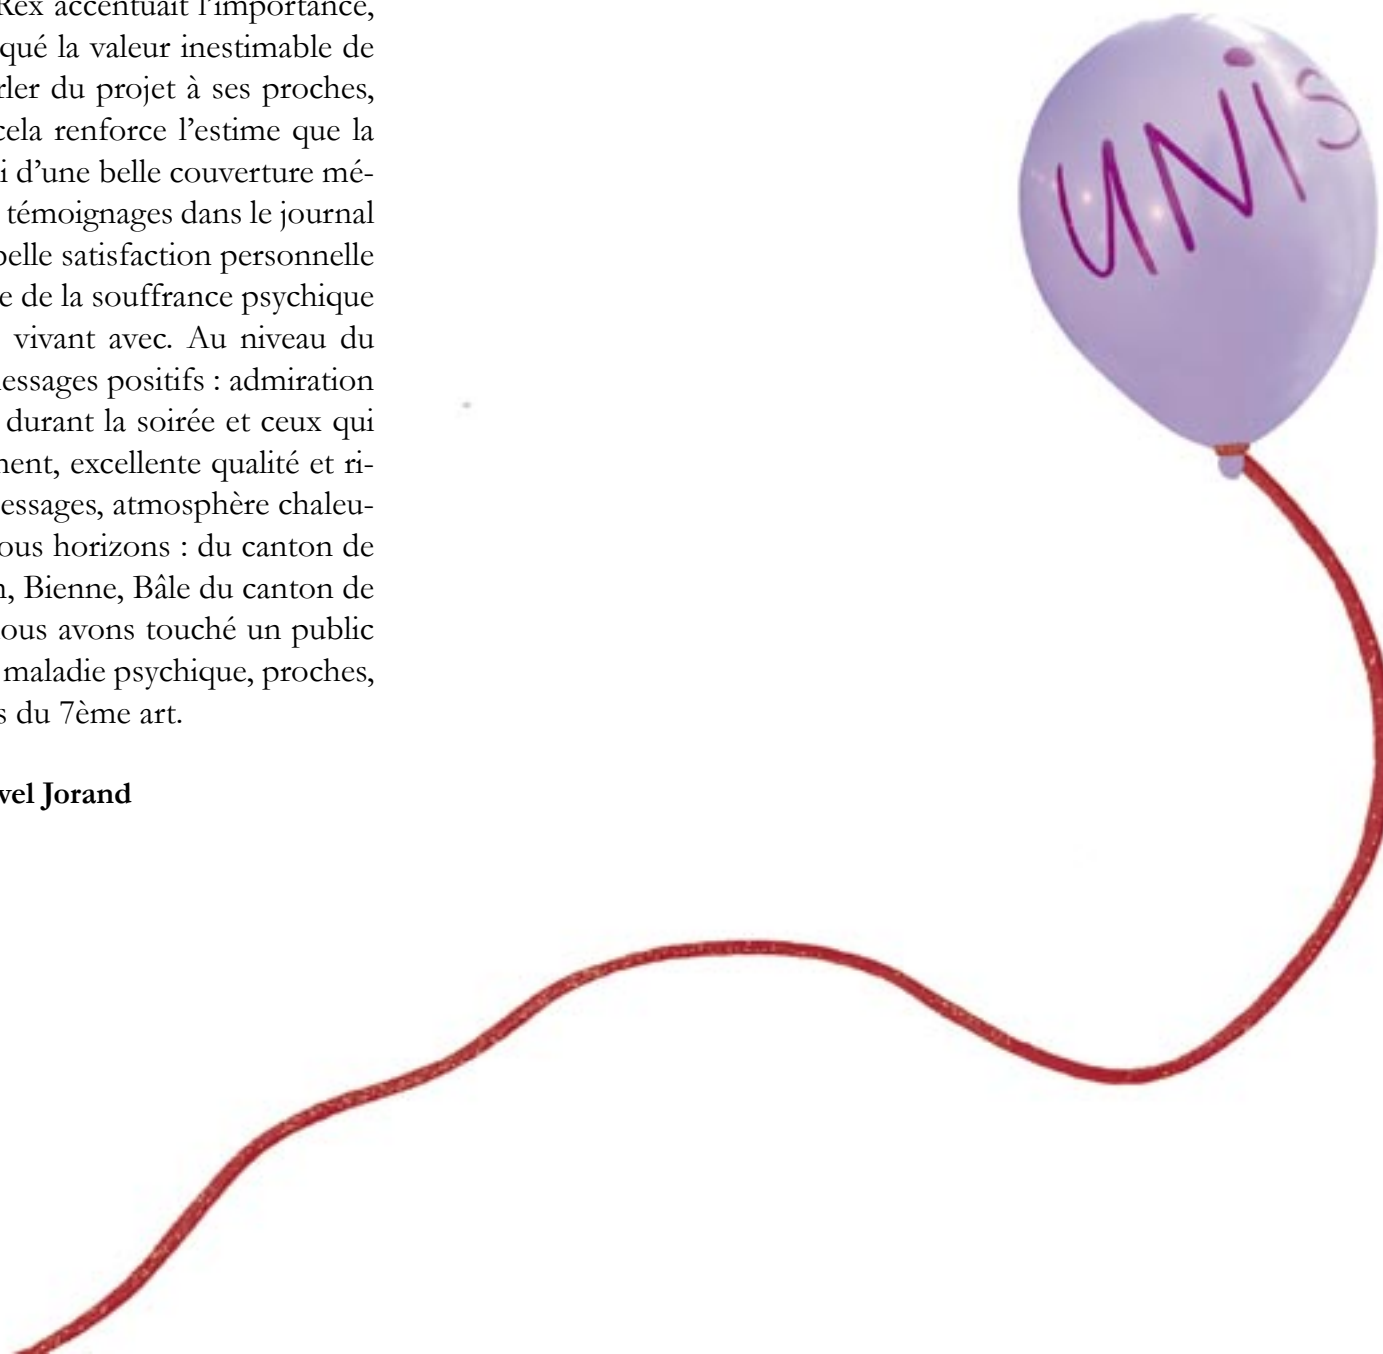 Rex accentuait l'importance,
qué la valeur inestimable de
rler du projet à ses proches,
cela renforce l'estime que la
i d'une belle couverture mé-
témoignages dans le journal
belle satisfaction personnelle
e de la souffrance psychique
vivant avec. Au niveau du
essages positifs : admiration
durant la soirée et ceux qui
nent, excellente qualité et ri-
essages, atmosphère chaleu-
ous horizons : du canton de
n, Bienne, Bâle du canton de
ous avons touché un public
maladie psychique, proches,
s du 7ème art.
vel Jorand
UNiS